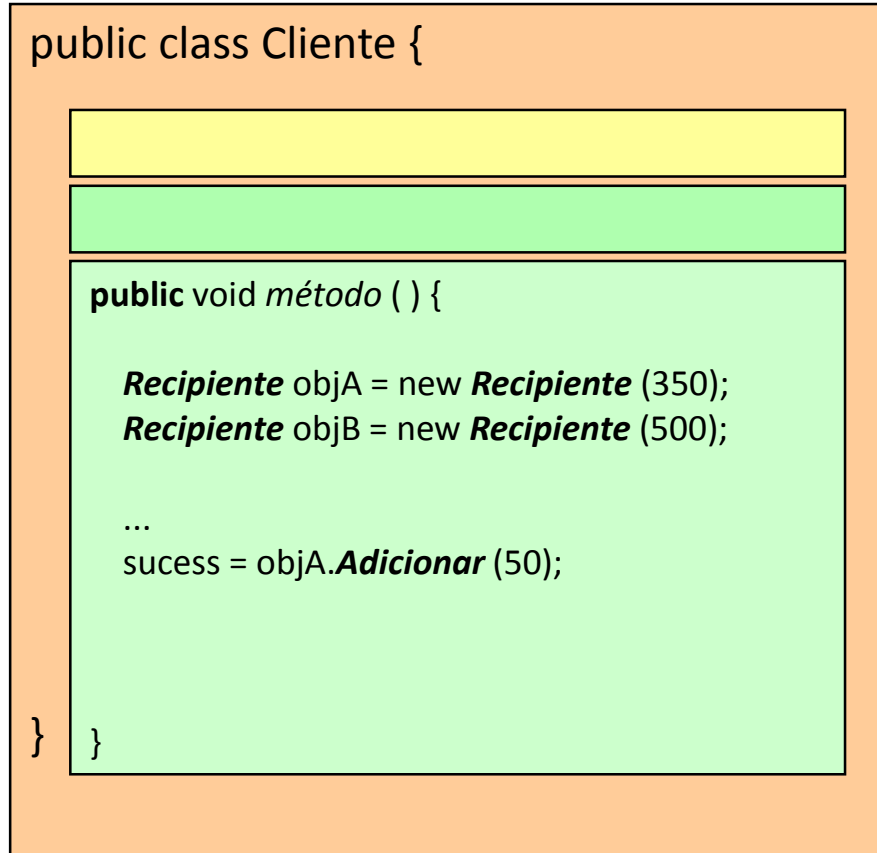 public class Cliente {
public void método ( ) {
Recipiente objA = new Recipiente (350);
Recipiente objB = new Recipiente (500);
...
sucess = objA.Adicionar (50);
}
}